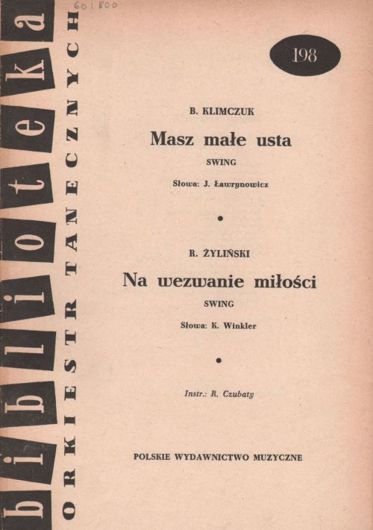 601800
198
biblioteka
ORKIESTR TANECZNYCH
B. KLIMCZUK
Masz małe usta
SWING
Słowa: J. Ławrynowicz
R. ŻYLIŃSKI
Na wezwanie miłości
SWING
Słowa: K. Winkler
Instr.: R. Czubaty
POLSKIE WYDAWNICTWO MUZYCZNE